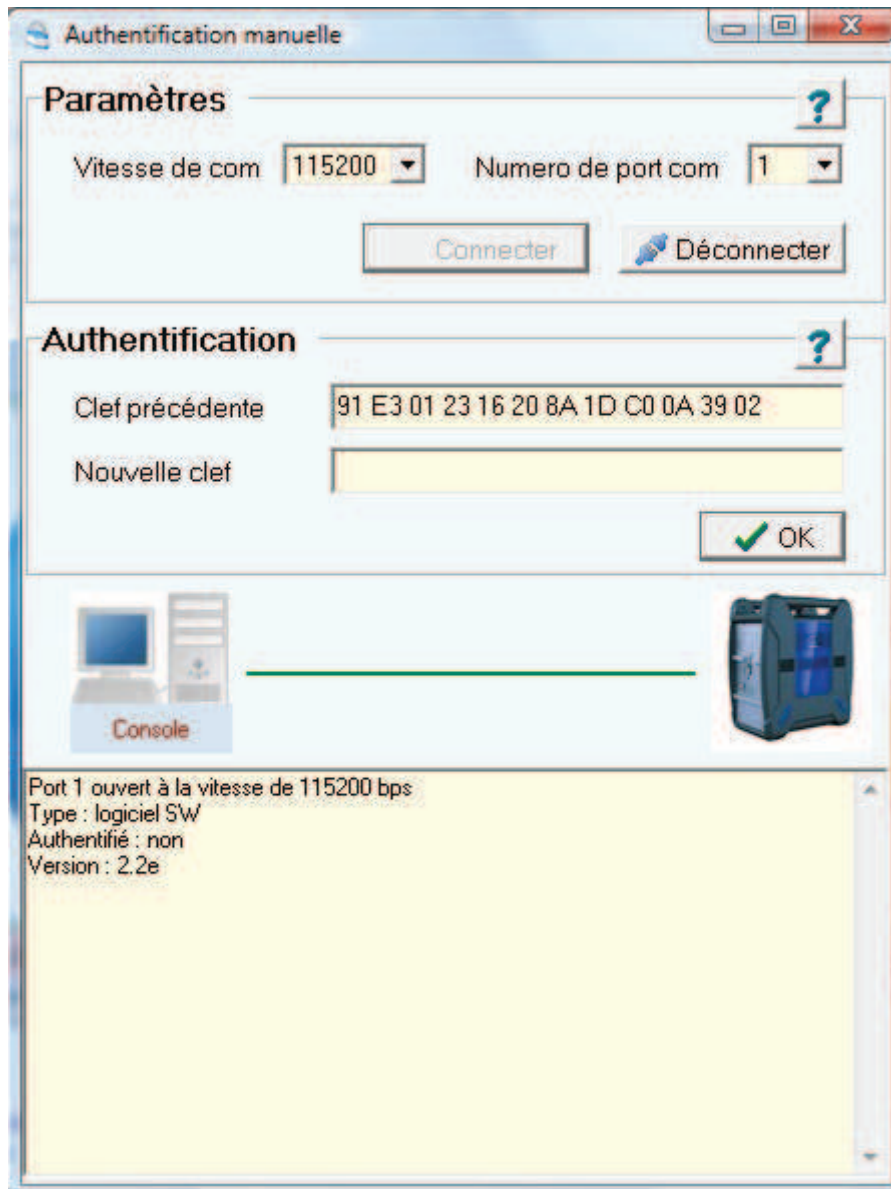 Authentification manuelle
Paramètres
?
Vitesse de com 115200 Numero de port com 1
Connecter Déconnecter
Authentification
?
Clef précédente 91 E3 01 23 16 20 8A 1D C0 0A 39 02
Nouvelle clef
OK
Console
Port 1 ouvert à la vitesse de 115200 bps
Type : logiciel SW
Authentifié : non
Version : 2.2e